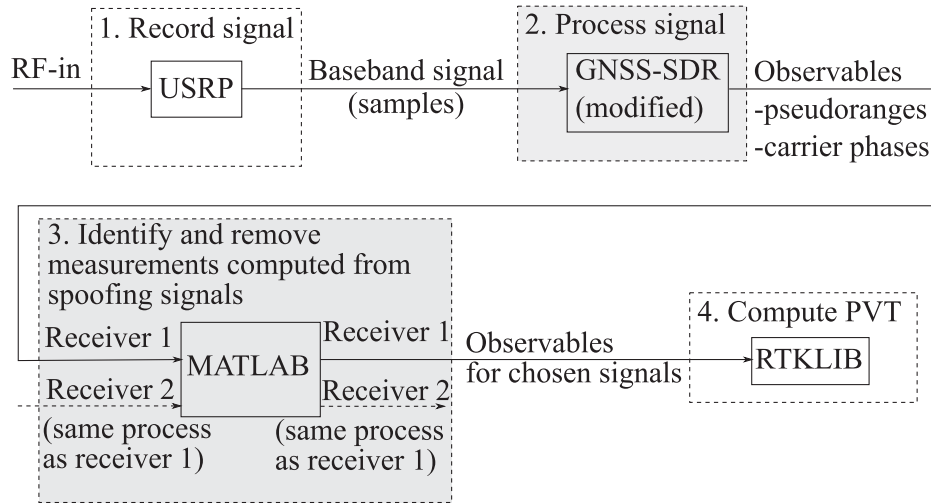 1. Record signal
RF-in
USRP
Baseband signal
(samples)
2. Process signal
GNSS-SDR
(modified)
Observables
-pseudoranges
-carrier phases
3. Identify and remove
measurements computed from
spoofing signals
Receiver 1
MATLAB
Receiver 1
Receiver 2
(same process
as receiver 1)
Receiver 2
(same process
as receiver 1)
Observables
for chosen signals
4. Compute PVT
RTKLIB